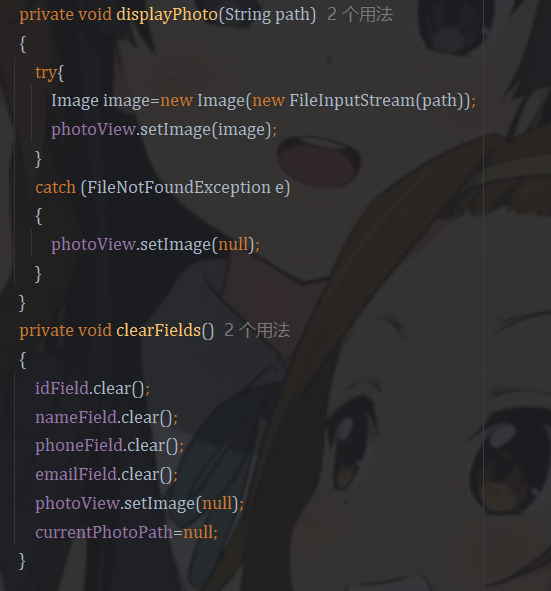 private void displayPhoto(String path) 2 个用法
{
try{
Image image=new Image(new FileInputStream(path));
photoView.setImage(image);
}
catch (FileNotFoundException e)
{
photoView.setImage(null);
}
}
private void clearFields() 2 个用法
{
idField.clear();
nameField.clear();
phoneField.clear();
emailField.clear();
photoView.setImage(null);
currentPhotoPath=null;
}